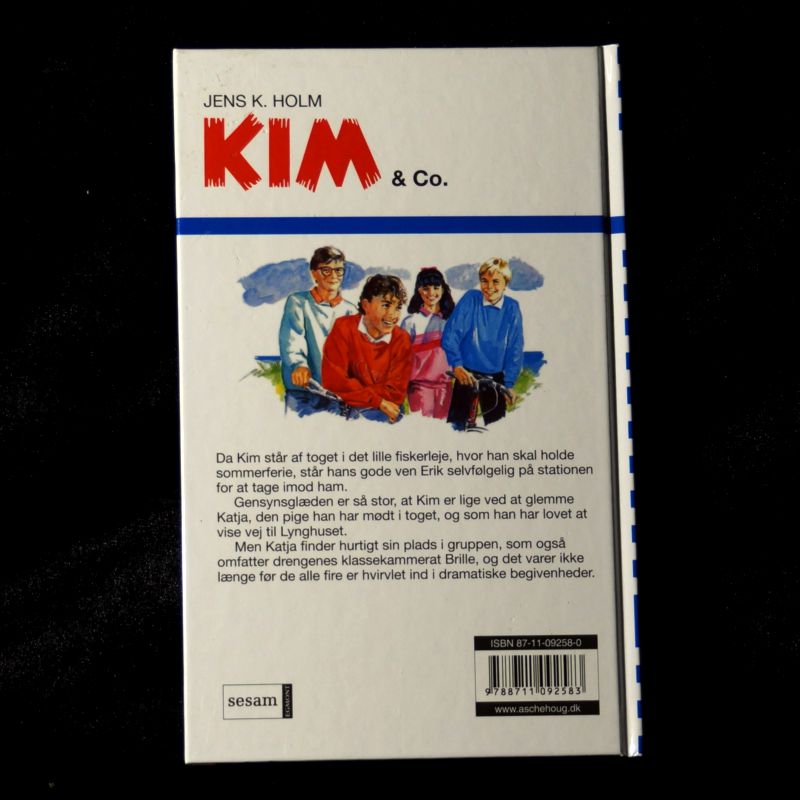 JENS K. HOLM
KIM & Co.
Da Kim står af toget i det lille fiskerleje, hvor han skal holde
sommerferie, står hans gode ven Erik selvfølgelig på stationen
for at tage imod ham.
Gensynsglæden er så stor, at Kim er lige ved at glemme
Katja, den pige han har mødt i toget, og som han har lovet at
vise vej til Lynghuset.
Men Katja finder hurtigt sin plads i gruppen, som også
omfatter drengenes klassekammerat Brille, og det varer ikke
længe før de alle fire er hvirvlet ind i dramatiske begivenheder.
ISBN 87-11-09258-0
9 788711 092583
www.aschehoug.dk
sesam
EGMONT